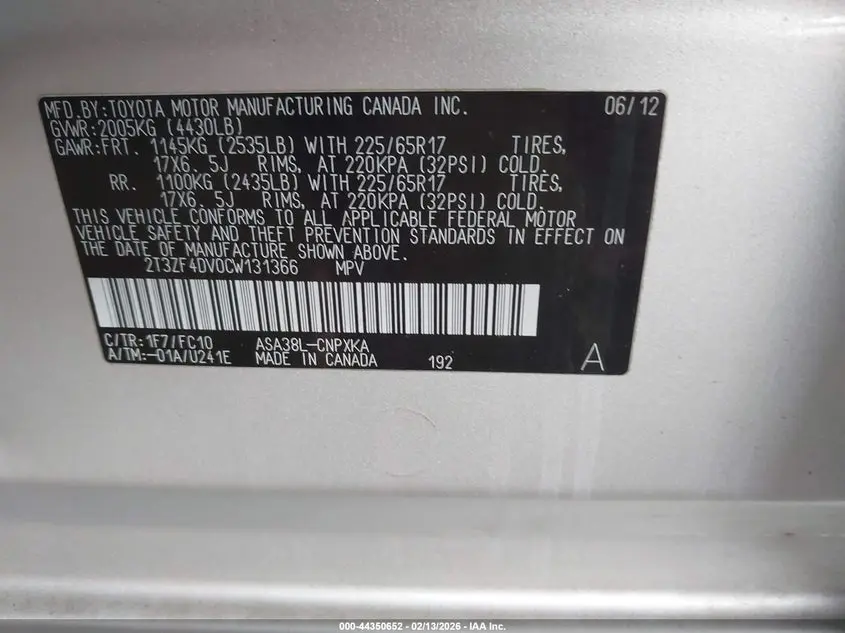 MFD.BY:TOYOTA MOTOR MANUFACTURING CANADA INC. 06/12
GVWR:2005KG (4430LB)
GAWR:FRT. 1145KG (2535LB) WITH 225/65R17 TIRES,
17X6.5J RIMS, AT 220KPA (32PSI) COLD.
RR. 1100KG (2435LB) WITH 225/65R17 TIRES,
17X6.5J RIMS, AT 220KPA (32PSI) COLD.
THIS VEHICLE CONFORMS TO ALL APPLICABLE FEDERAL MOTOR
VEHICLE SAFETY AND THEFT PREVENTION STANDARDS IN EFFECT ON
THE DATE OF MANUFACTURE SHOWN ABOVE.
2T3ZF4DV0CW131366 MPV
C/TR:1F7/FC10 ASA38L-CNPXKA
A/TM:-01A/U241E MADE IN CANADA 192 A
000-44350652 - 02/13/2026 - IAA Inc.